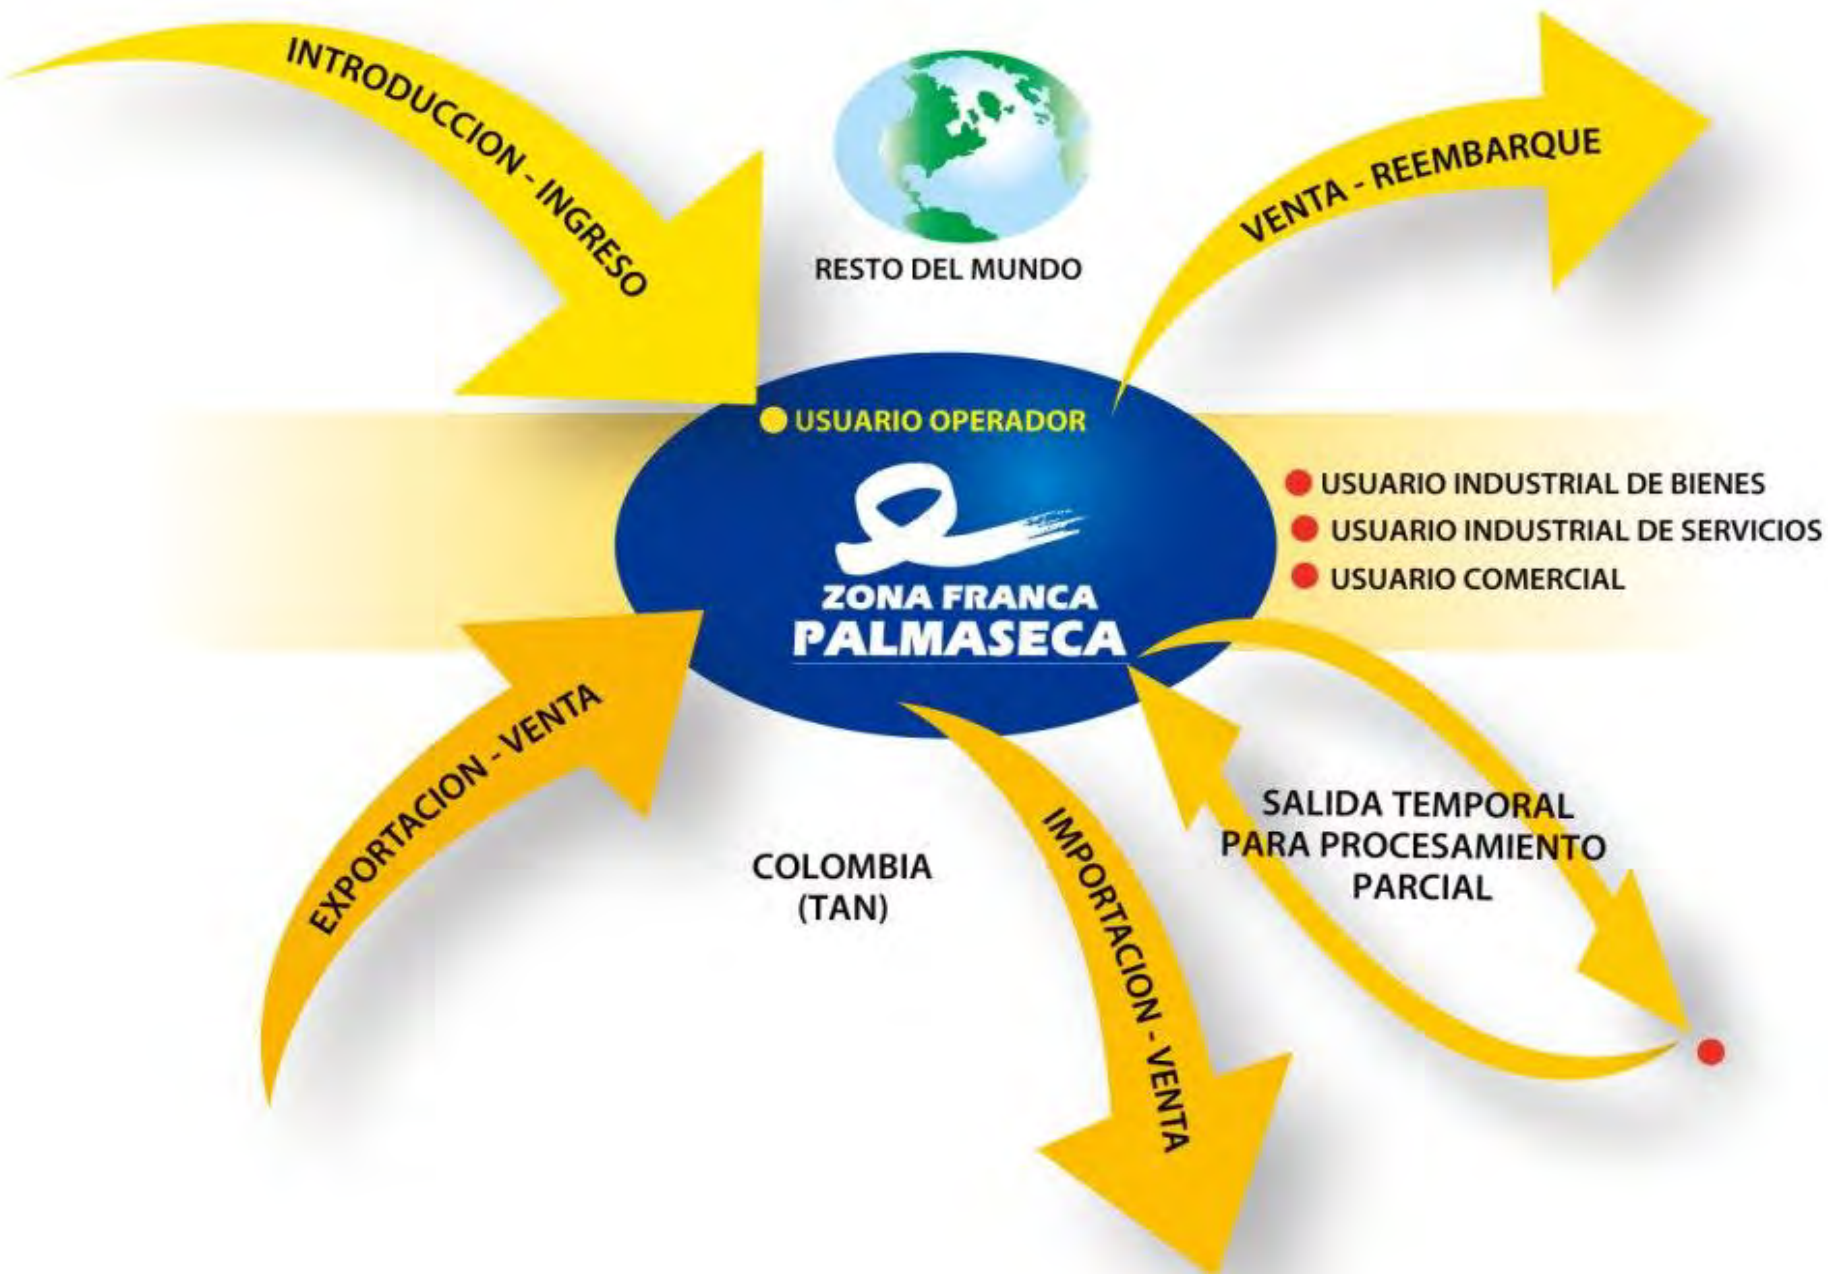 INTRODUCCION - INGRESO
VENTA - REEMBARQUE
RESTO DEL MUNDO
USUARIO OPERADOR
ZONA FRANCA
PALMASECA
USUARIO INDUSTRIAL DE BIENES
USUARIO INDUSTRIAL DE SERVICIOS
USUARIO COMERCIAL
EXPORTACION - VENTA
COLOMBIA
(TAN)
IMPORTACION - VENTA
SALIDA TEMPORAL
PARA PROCESAMIENTO
PARCIAL